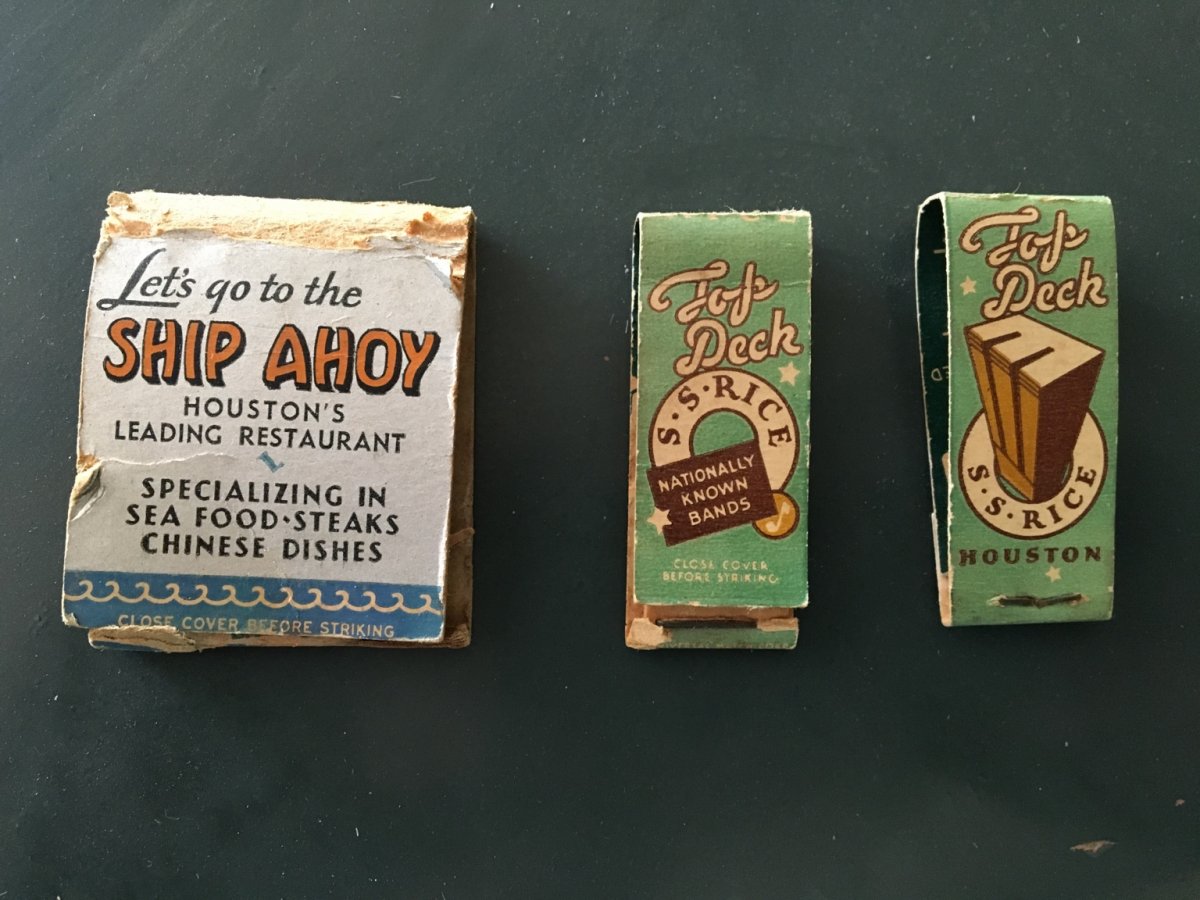 Let's go to the
SHIP AHOY
HOUSTON'S
LEADING RESTAURANT
SPECIALIZING IN
SEA FOOD·STEAKS
CHINESE DISHES
CLOSE COVER BEFORE STRIKING
Top
Deck
S·S·RICE
NATIONALLY
KNOWN
BANDS
CLOSE COVER
BEFORE STRIKING
Top
Deck
S·S·RICE
HOUSTON